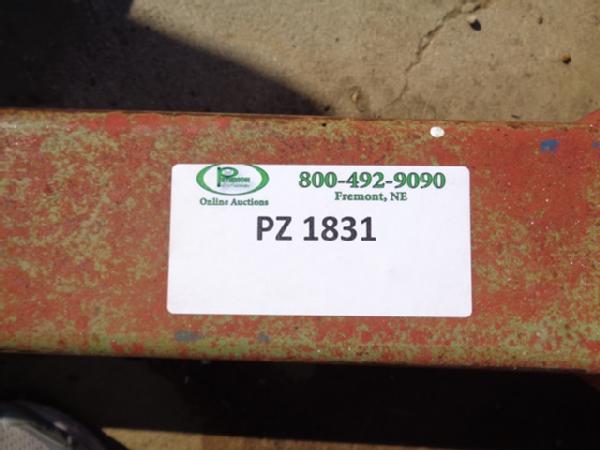 800-492-9090
Online Auctions
Fremont, NE
PZ 1831